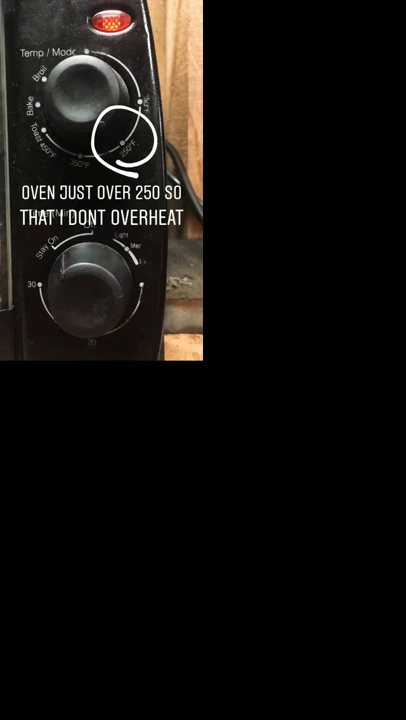 Temp / Mode
Broil
Bake
Toast 450°F
350°F
250°F
OVEN JUST OVER 250 SO
THAT I DONT OVERHEAT
Stay On
Light
30
20